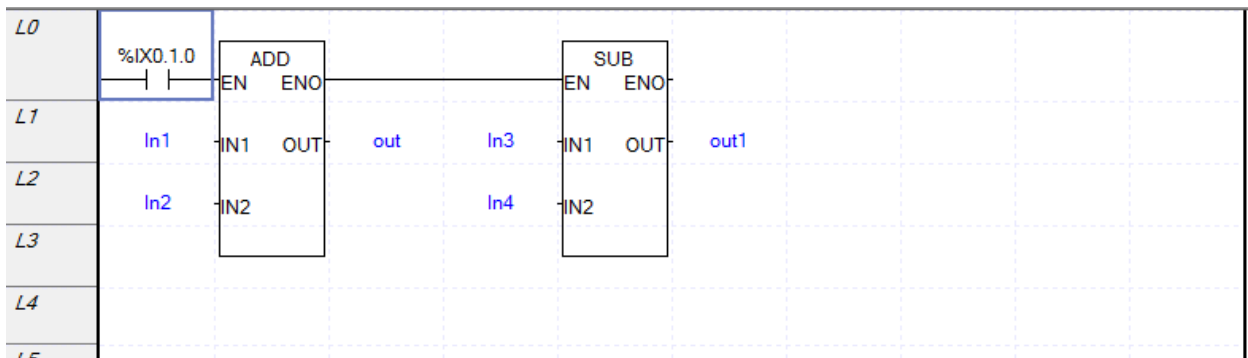 L0
%IX0.1.0 ADD SUB
EN ENO EN ENO
L1
In1 IN1 OUT out In3 IN1 OUT out1
L2
In2 IN2 In4 IN2
L3
L4